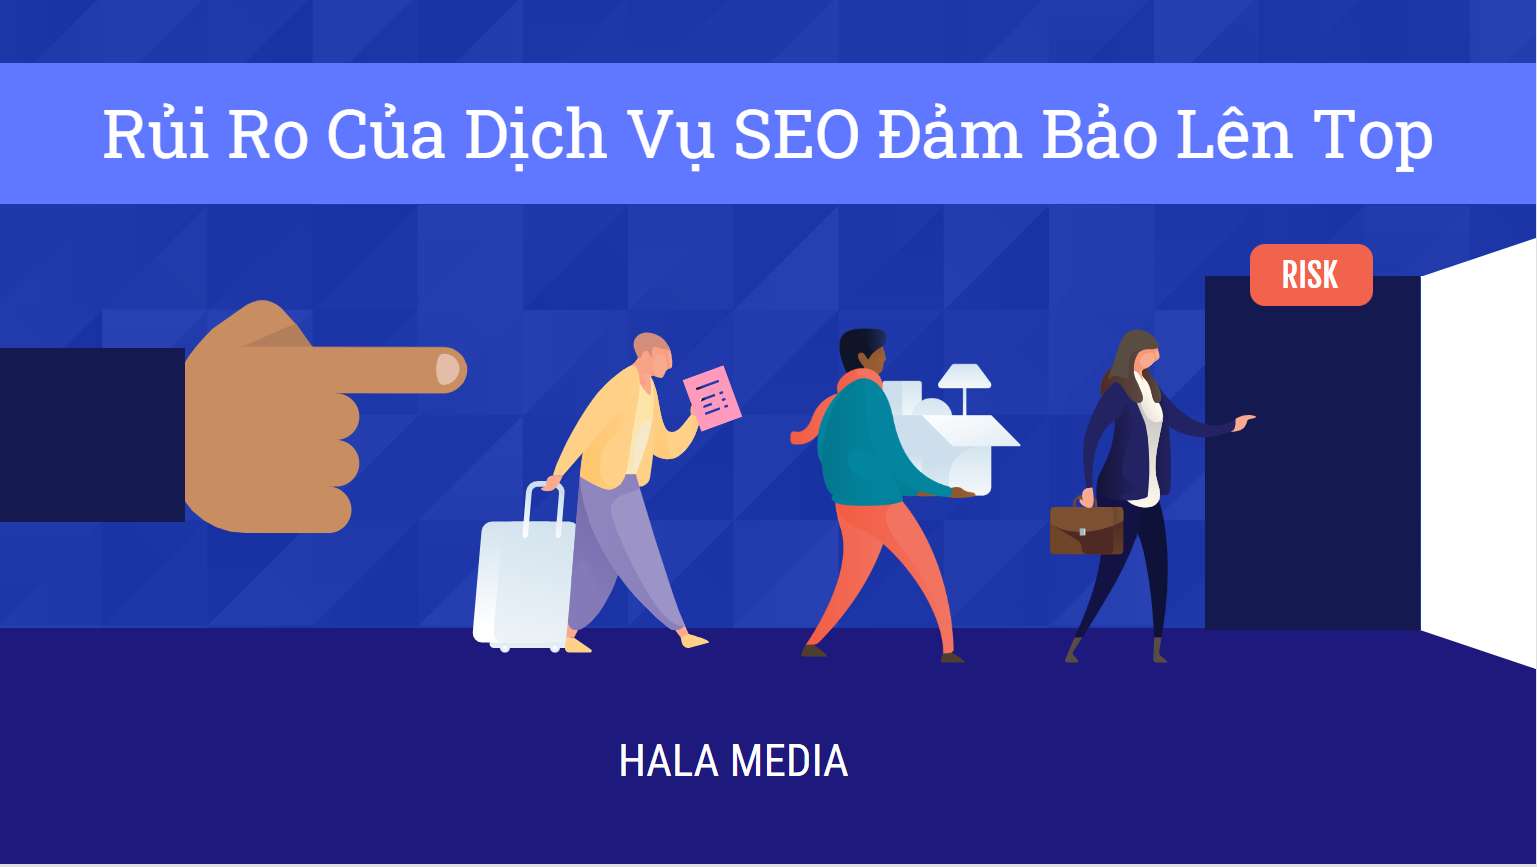 Rủi Ro Của Dịch Vụ SEO Đảm Bảo Lên Top
RISK
HALA MEDIA